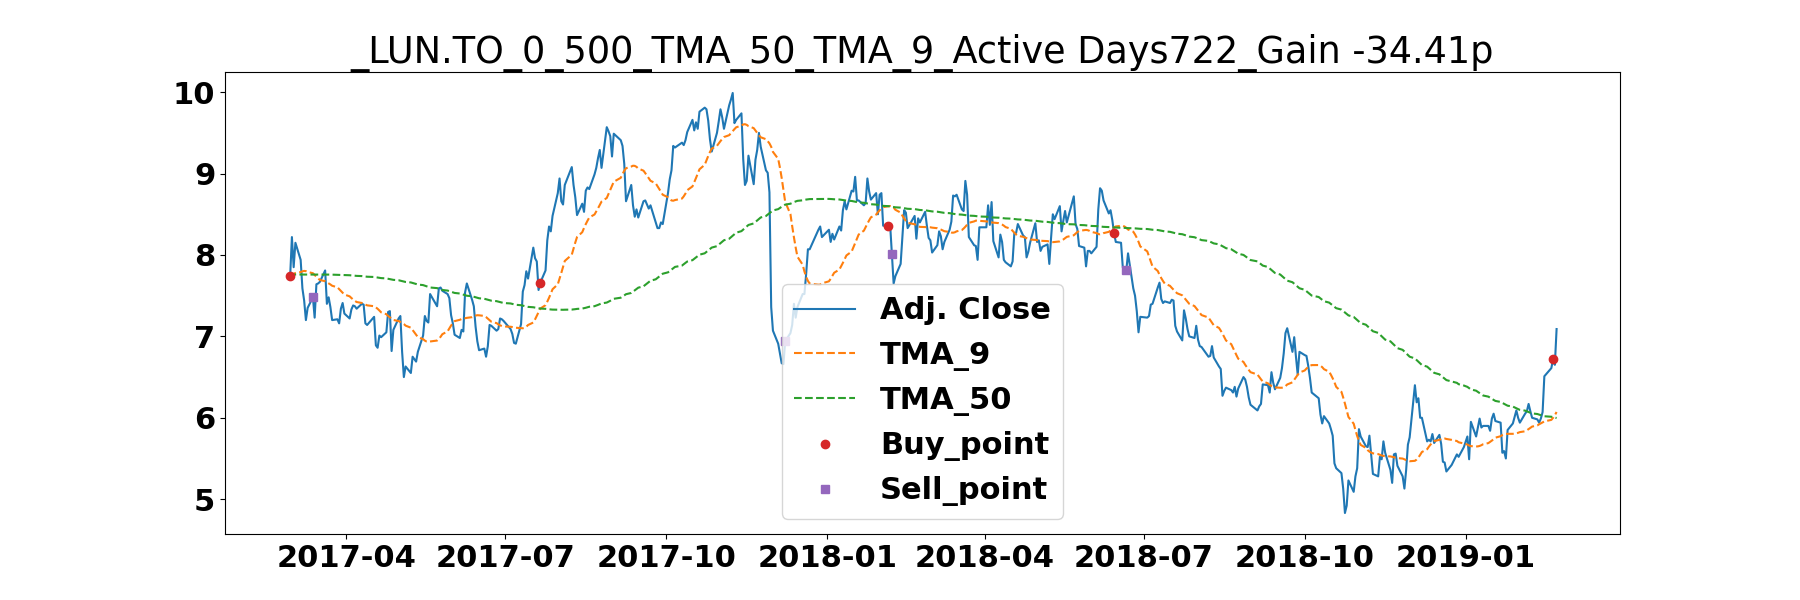 _LUN.TO_0_500_TMA_50_TMA_9_Active Days722_Gain -34.41p
10
9
8
7
6
5
Adj. Close
TMA_9
TMA_50
Buy_point
Sell_point
2017-04 2017-07 2017-10 2018-01 2018-04 2018-07 2018-10 2019-01